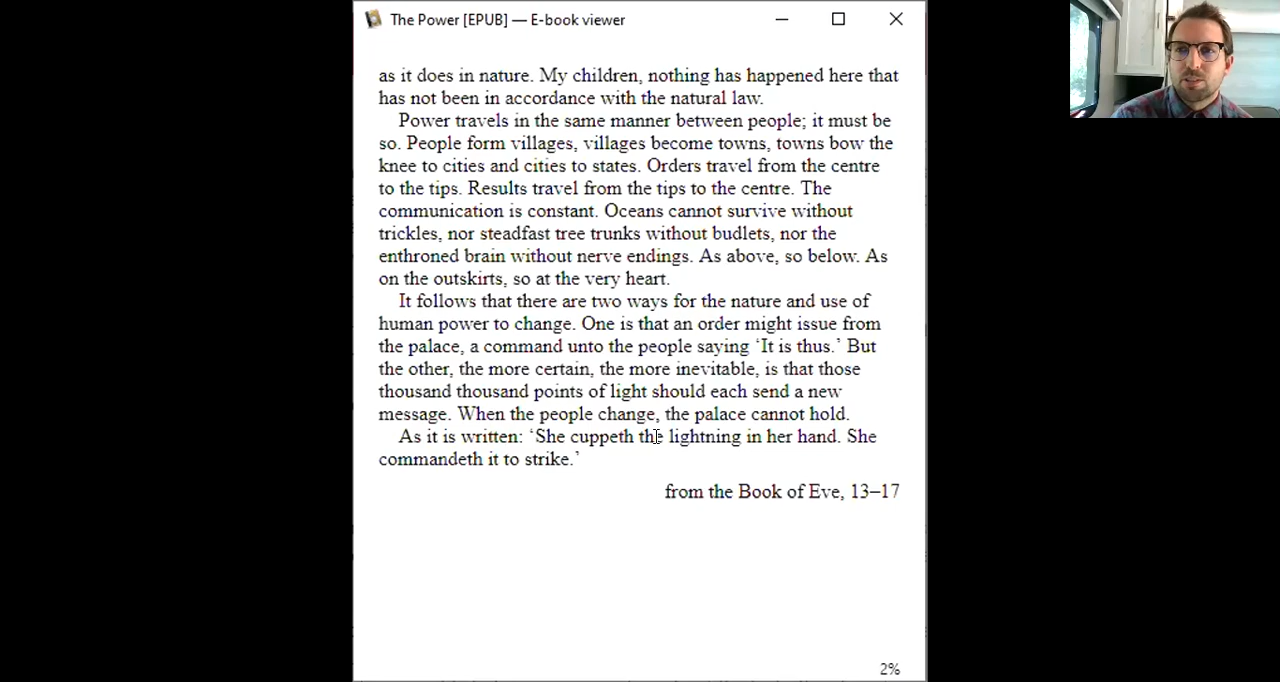 The Power [EPUB] — E-book viewer
as it does in nature. My children, nothing has happened here that
has not been in accordance with the natural law.
Power travels in the same manner between people; it must be
so. People form villages, villages become towns, towns bow the
knee to cities and cities to states. Orders travel from the centre
to the tips. Results travel from the tips to the centre. The
communication is constant. Oceans cannot survive without
trickles, nor steadfast tree trunks without budlets, nor the
enthroned brain without nerve endings. As above, so below. As
on the outskirts, so at the very heart.
It follows that there are two ways for the nature and use of
human power to change. One is that an order might issue from
the palace, a command unto the people saying ‘It is thus.’ But
the other, the more certain, the more inevitable, is that those
thousand thousand points of light should each send a new
message. When the people change, the palace cannot hold.
As it is written: ‘She cuppeth the lightning in her hand. She
commandeth it to strike.’
from the Book of Eve, 13–17
2%